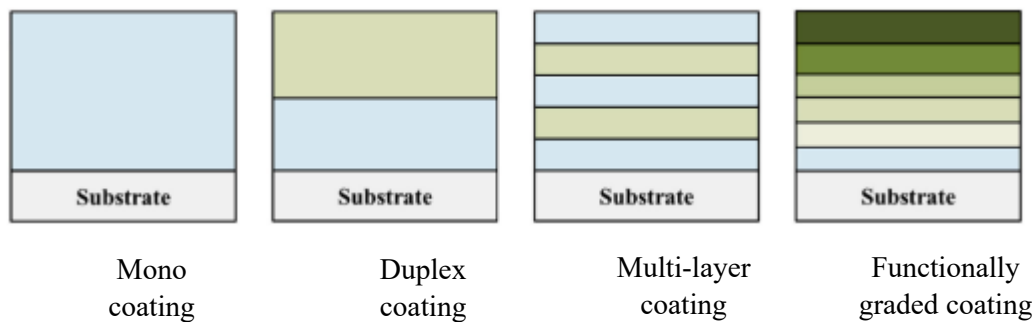 Substrate
Substrate
Substrate
Substrate
Mono
coating
Duplex
coating
Multi-layer
coating
Functionally
graded coating